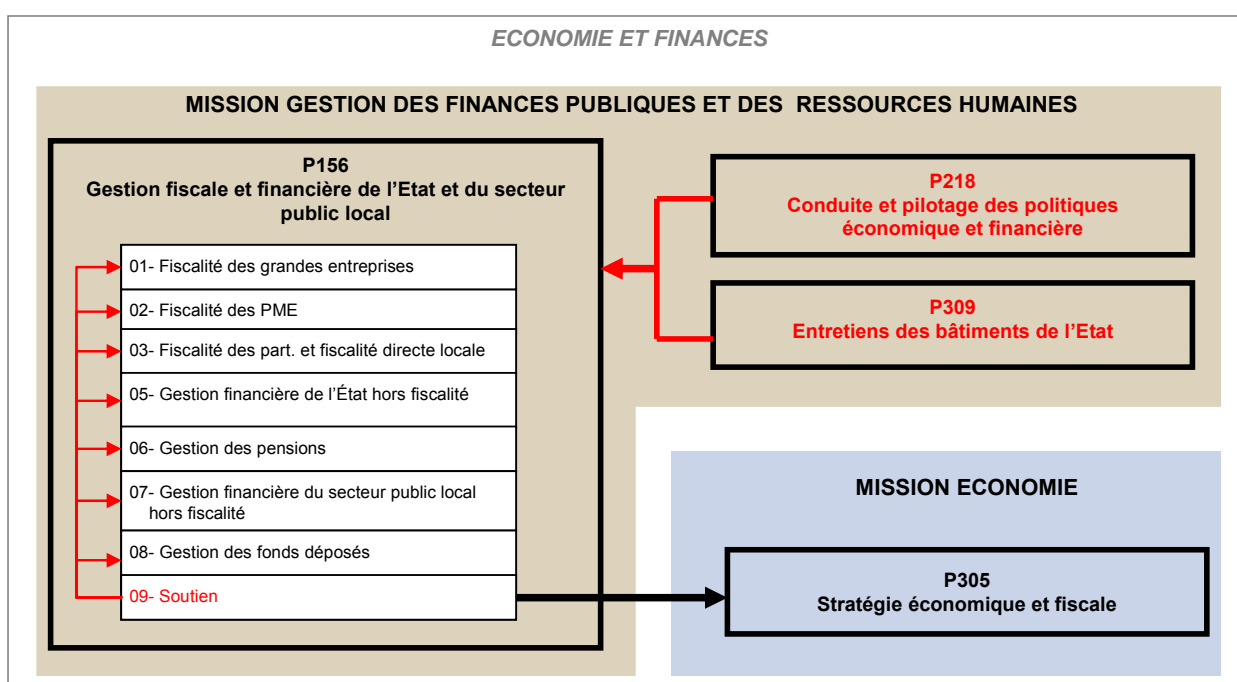 ECONOMIE ET FINANCES
MISSION GESTION DES FINANCES PUBLIQUES ET DES RESSOURCES HUMAINES
P156
Gestion fiscale et financière de l'Etat et du secteur
public local
01- Fiscalité des grandes entreprises
02- Fiscalité des PME
03- Fiscalité des part. et fiscalité directe locale
05- Gestion financière de l'État hors fiscalité
06- Gestion des pensions
07- Gestion financière du secteur public local
hors fiscalité
08- Gestion des fonds déposés
09- Soutien
P218
Conduite et pilotage des politiques
économique et financière
P309
Entretiens des bâtiments de l'Etat
MISSION ECONOMIE
P305
Stratégie économique et fiscale